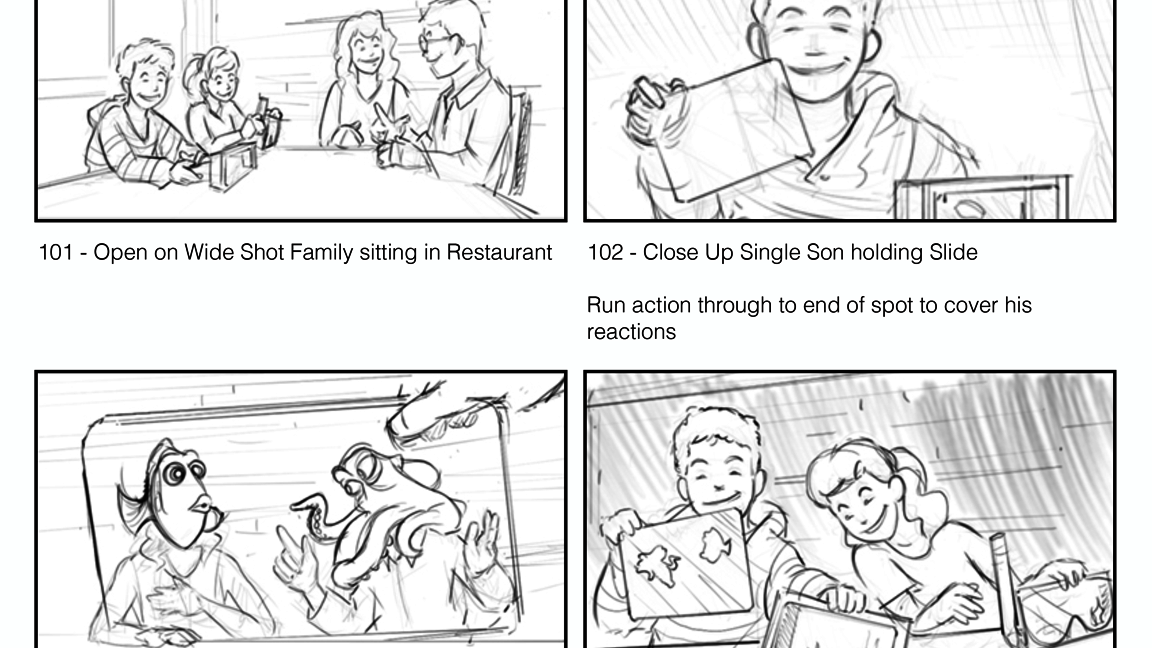 101 - Open on Wide Shot Family sitting in Restaurant
102 - Close Up Single Son holding Slide
Run action through to end of spot to cover his
reactions